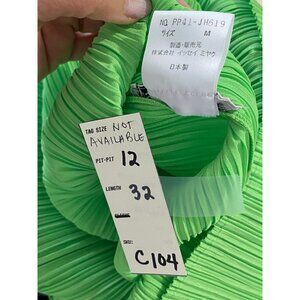 NO PP41-JH619
サイズ M
製造・販売元
株式会社 イッセイ ミヤケ
日本製
TAG SIZE NOT
AVAILABLE
PIT-PIT 12
LENGTH 32
SKU: C104